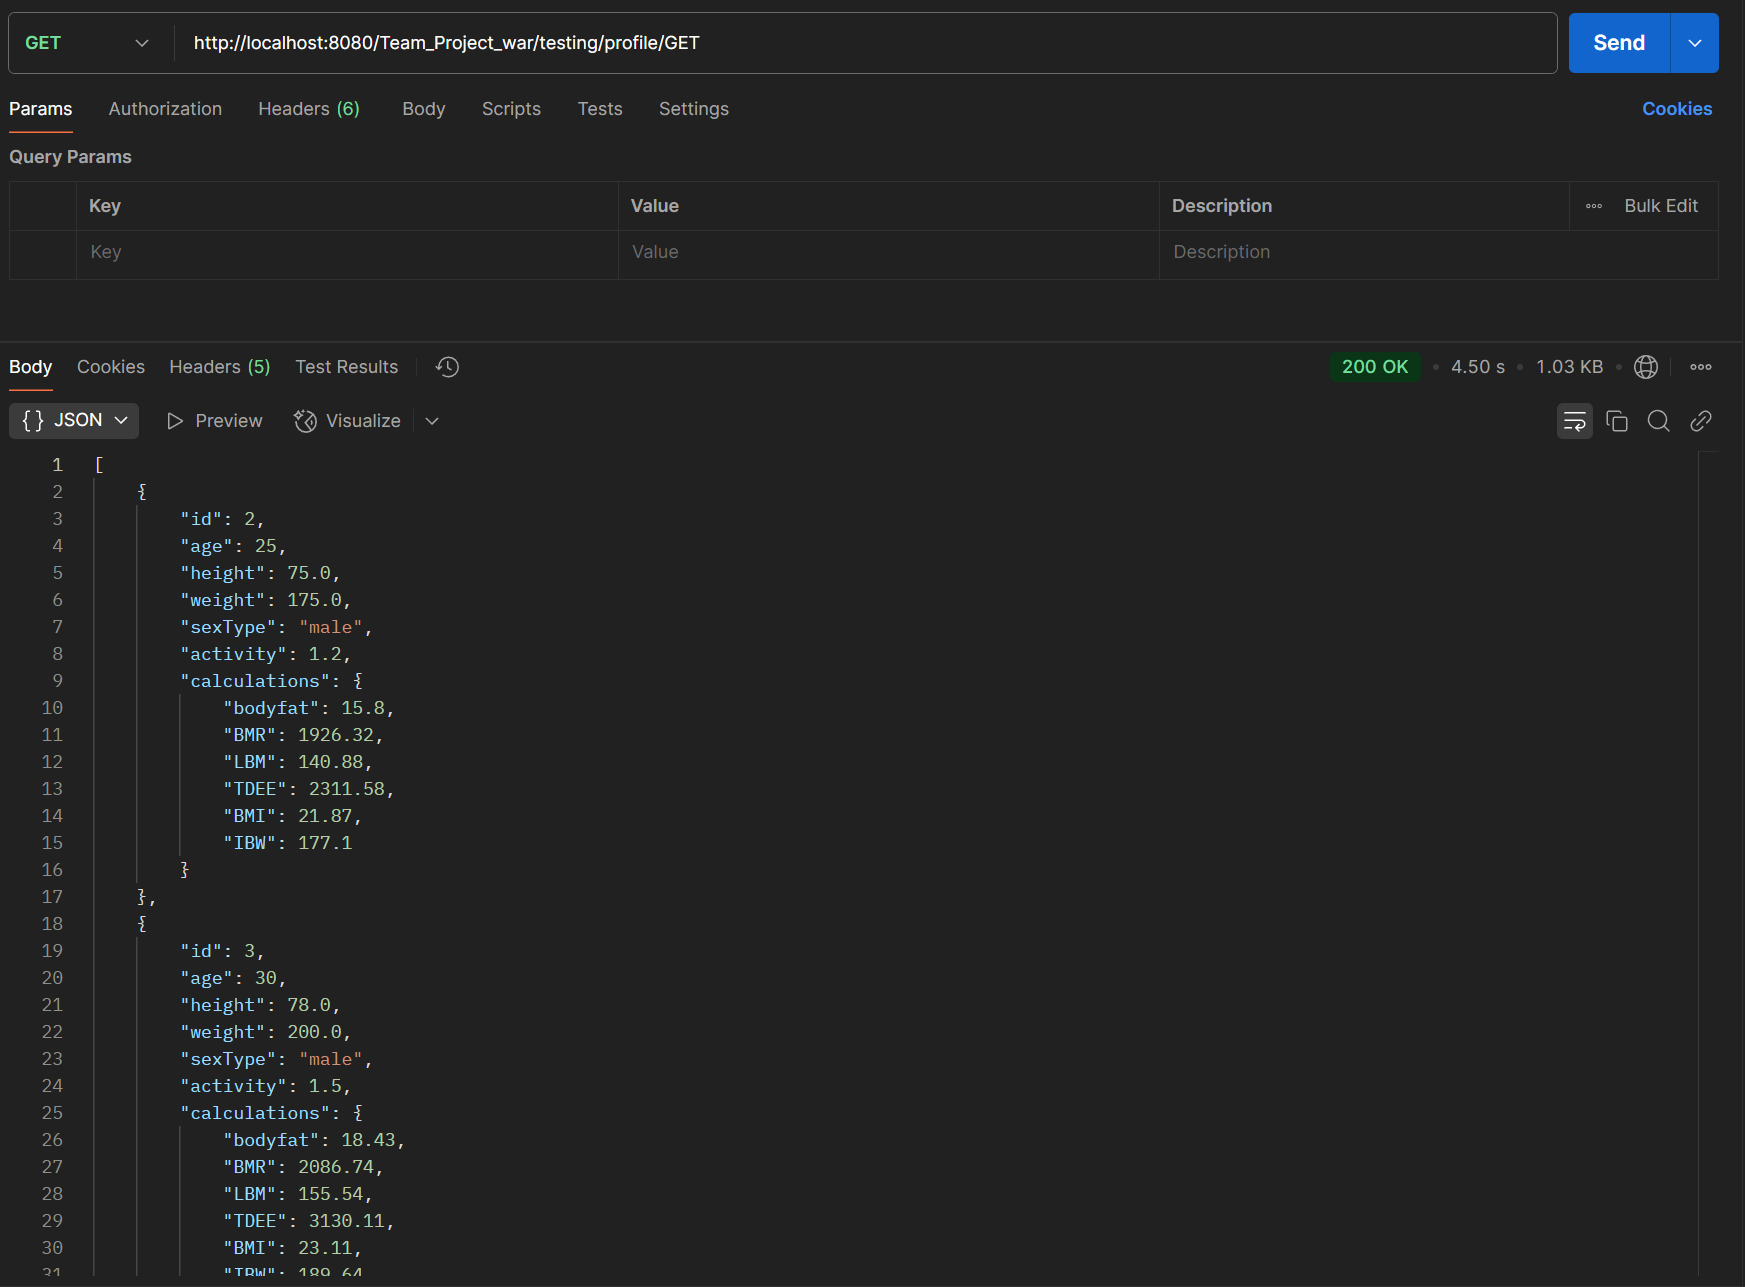 GET http://localhost:8080/Team_Project_war/testing/profile/GET Send
Params Authorization Headers (6) Body Scripts Tests Settings Cookies
Query Params
Key Value Description Bulk Edit
Key Value Description
Body Cookies Headers (5) Test Results 200 OK • 4.50 s • 1.03 KB •
{} JSON Preview Visualize
1 [
2 {
3 "id": 2,
4 "age": 25,
5 "height": 75.0,
6 "weight": 175.0,
7 "sexType": "male",
8 "activity": 1.2,
9 "calculations": {
10 "bodyfat": 15.8,
11 "BMR": 1926.32,
12 "LBM": 140.88,
13 "TDEE": 2311.58,
14 "BMI": 21.87,
15 "IBW": 177.1
16 }
17 },
18 {
19 "id": 3,
20 "age": 30,
21 "height": 78.0,
22 "weight": 200.0,
23 "sexType": "male",
24 "activity": 1.5,
25 "calculations": {
26 "bodyfat": 18.43,
27 "BMR": 2086.74,
28 "LBM": 155.54,
29 "TDEE": 3130.11,
30 "BMI": 23.11,
31 "IBW": 189.64